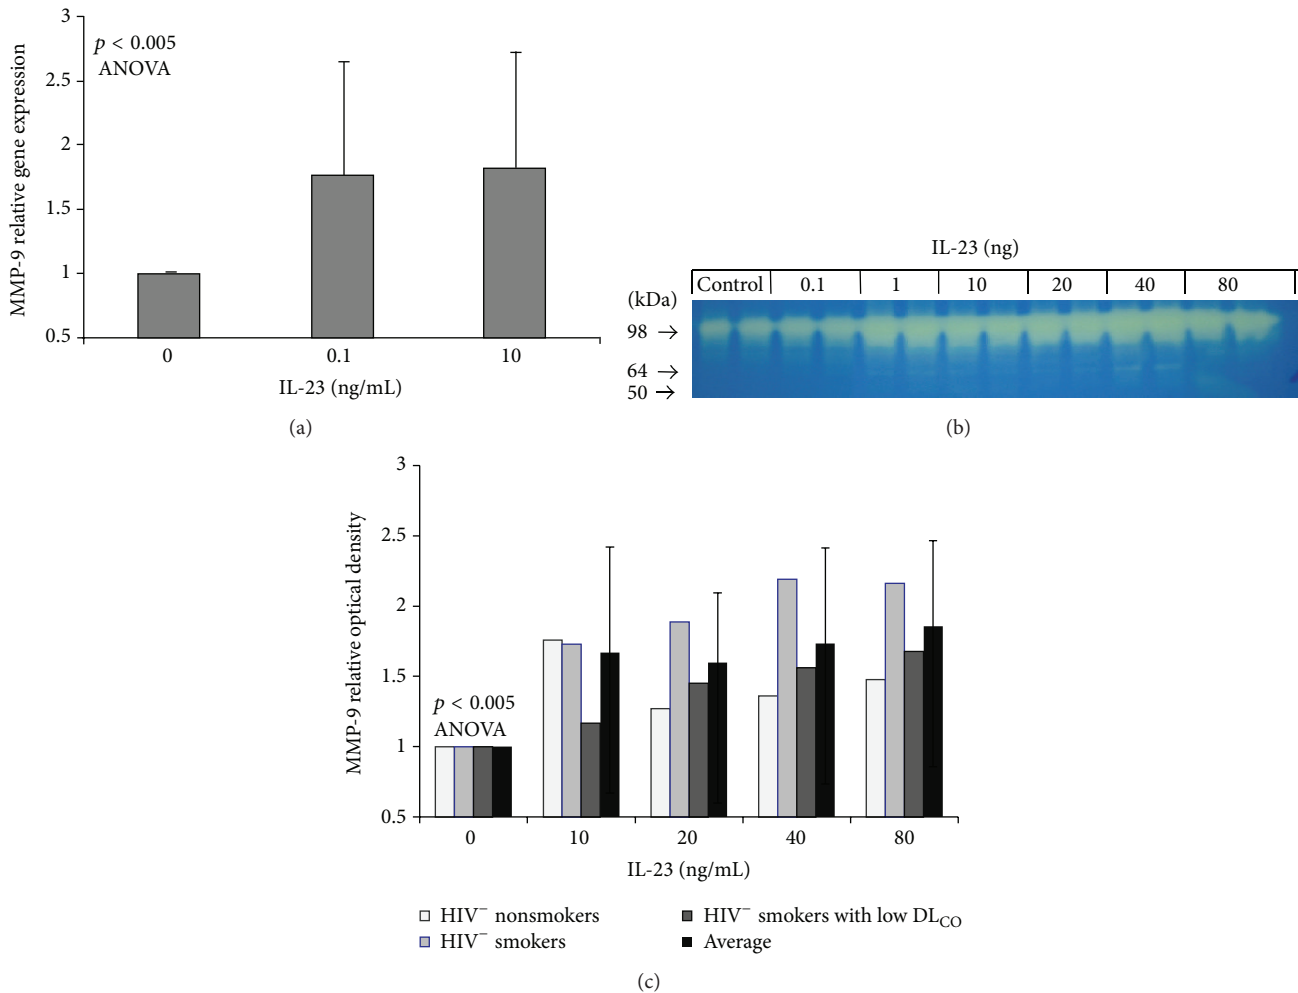 3
2.5
2
1.5
1
0.5
MMP-9 relative gene expression
p < 0.005
ANOVA
0 0.1 10
IL-23 (ng/mL)
(a)
IL-23 (ng)
Control 0.1 1 10 20 40 80
(kDa)
98 →
64 →
50 →
(b)
3
2.5
2
1.5
1
0.5
MMP-9 relative optical density
p < 0.005
ANOVA
0 10 20 40 80
IL-23 (ng/mL)
HIV⁻ nonsmokers
HIV⁻ smokers
HIV⁻ smokers with low DL_CO
Average
(c)